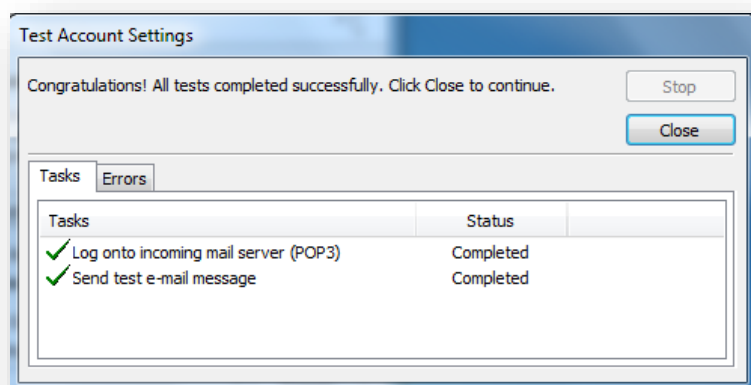 Test Account Settings
Congratulations! All tests completed successfully. Click Close to continue.
Stop
Close
Tasks Errors
Tasks Status
Log onto incoming mail server (POP3) Completed
Send test e-mail message Completed